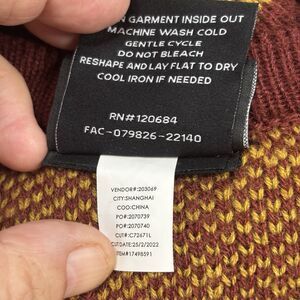 GARMENT INSIDE OUT
MACHINE WASH COLD
GENTLE CYCLE
DO NOT BLEACH
RESHAPE AND LAY FLAT TO DRY
COOL IRON IF NEEDED
RN#120684
FAC-079826-22140
VENDOR#:203069
CITY:SHANGHAI
COO:CHINA
PO#:2070739
PO#:2070740
CUT#:C72671L
CUT DATE:25/2/2022
ITEM#17498591